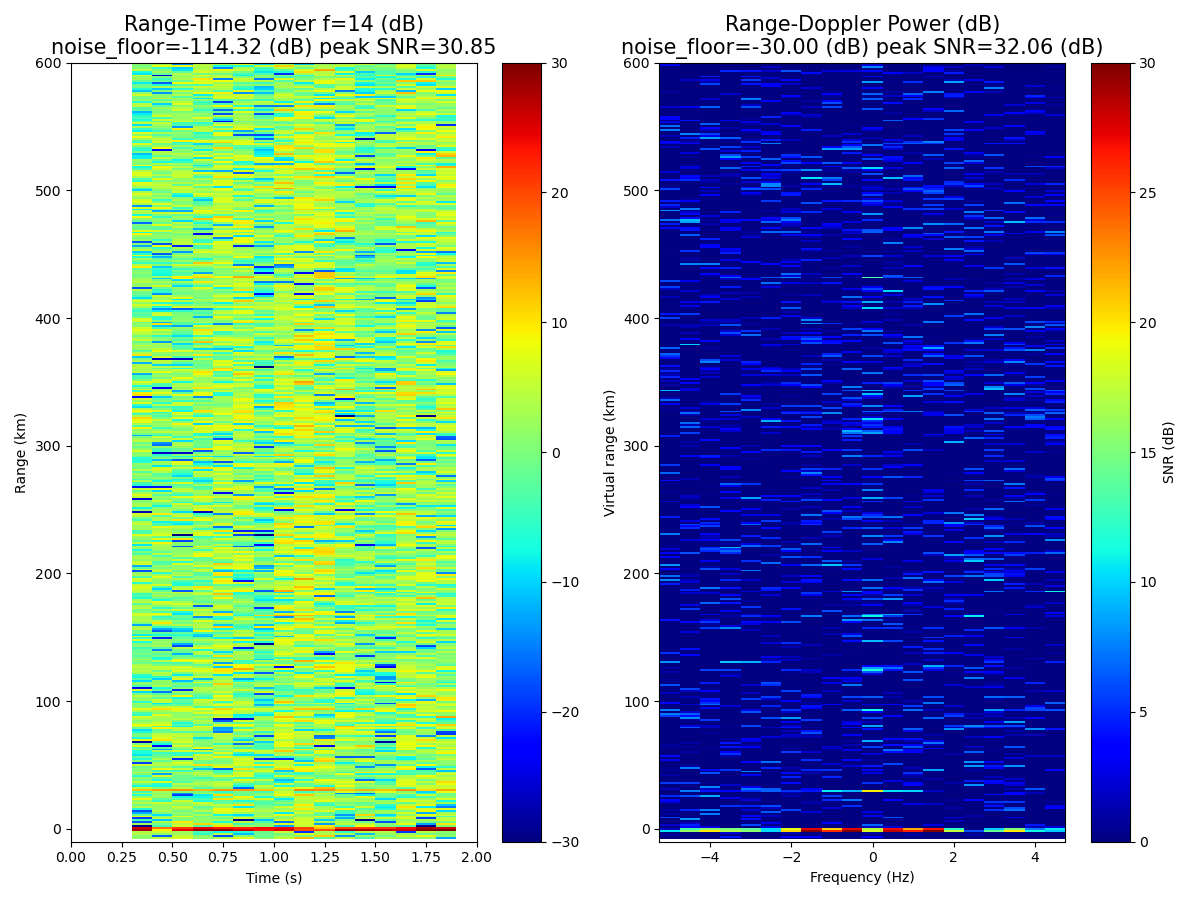 Range-Time Power f=14 (dB)
noise_floor=-114.32 (dB) peak SNR=30.85
Range-Doppler Power (dB)
noise_floor=-30.00 (dB) peak SNR=32.06 (dB)
600
500
400
300
200
100
0
Range (km)
0.00 0.25 0.50 0.75 1.00 1.25 1.50 1.75 2.00
Time (s)
30
20
10
0
−10
−20
−30
600
500
400
300
200
100
0
Virtual range (km)
−4 −2 0 2 4
Frequency (Hz)
30
25
20
15
10
5
0
SNR (dB)